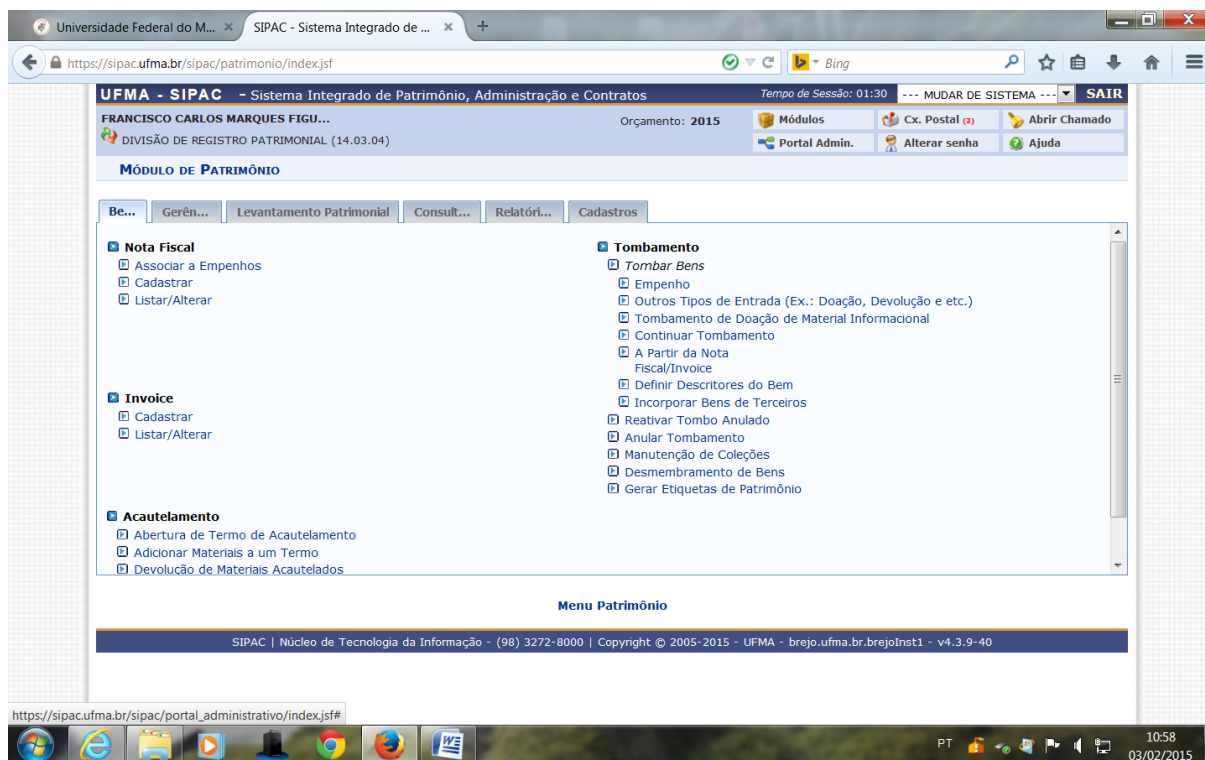 Universidade Federal do M... × SIPAC - Sistema Integrado de ... × +
https://sipac.ufma.br/sipac/patrimonio/index.jsf Bing
UFMA - SIPAC - Sistema Integrado de Patrimônio, Administração e Contratos Tempo de Sessão: 01:30 --- MUDAR DE SISTEMA --- SAIR
FRANCISCO CARLOS MARQUES FIGU... Orçamento: 2015 Módulos Cx. Postal (2) Abrir Chamado
DIVISÃO DE REGISTRO PATRIMONIAL (14.03.04) Portal Admin. Alterar senha Ajuda
MÓDULO DE PATRIMÔNIO
Be... Gerên... Levantamento Patrimonial Consult... Relatóri... Cadastros
Nota Fiscal
Associar a Empenhos
Cadastrar
Listar/Alterar
Invoice
Cadastrar
Listar/Alterar
Acautelamento
Abertura de Termo de Acautelamento
Adicionar Materiais a um Termo
Devolução de Materiais Acautelados
Tombamento
Tombar Bens
Empenho
Outros Tipos de Entrada (Ex.: Doação, Devolução e etc.)
Tombamento de Doação de Material Informacional
Continuar Tombamento
A Partir da Nota
Fiscal/Invoice
Definir Descritores do Bem
Incorporar Bens de Terceiros
Reativar Tombo Anulado
Anular Tombamento
Manutenção de Coleções
Desmembramento de Bens
Gerar Etiquetas de Patrimônio
Menu Patrimônio
SIPAC | Núcleo de Tecnologia da Informação - (98) 3272-8000 | Copyright © 2005-2015 - UFMA - brejo.ufma.br.brejoInst1 - v4.3.9-40
https://sipac.ufma.br/sipac/portal_administrativo/index.jsf#
PT 10:58
03/02/2015